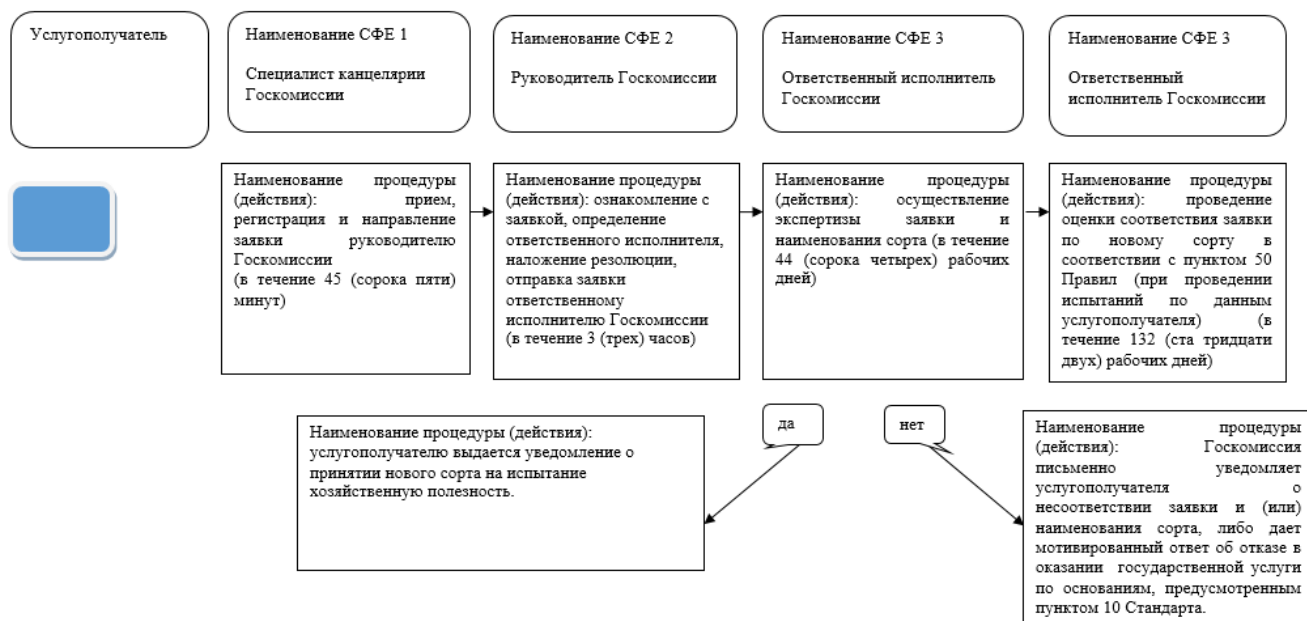 Услугополучатель
Наименование СФЕ 1
Специалист канцелярии
Госкомиссии
Наименование СФЕ 2
Руководитель Госкомиссии
Наименование СФЕ 3
Ответственный исполнитель
Госкомиссии
Наименование СФЕ 3
Ответственный
исполнитель Госкомиссии
Наименование процедуры
(действия): прием,
регистрация и направление
заявки руководителю
Госкомиссии
(в течение 45 (сорока пяти)
минут)
Наименование процедуры
(действия): ознакомление с
заявкой, определение
ответственного исполнителя,
наложение резолюции,
отправка заявки
ответственному
исполнителю Госкомиссии
(в течение 3 (трех) часов)
Наименование процедуры
(действия): осуществление
экспертизы заявки и
наименования сорта (в течение
44 (сорока четырех) рабочих
дней)
Наименование процедуры
(действия): проведение
оценки соответствия заявки
по новому сорту в
соответствии с пунктом 50
Правил (при проведении
испытаний по данным
услугополучателя) (в
течение 132 (ста тридцати
двух) рабочих дней)
Наименование процедуры (действия):
услугополучателю выдается уведомление о
принятии нового сорта на испытание
хозяйственную полезность.
да
нет
Наименование процедуры
(действия): Госкомиссия
письменно уведомляет
услугополучателя о
несоответствии заявки и (или)
наименования сорта, либо дает
мотивированный ответ об отказе в
оказании государственной услуги
по основаниям, предусмотренным
пунктом 10 Стандарта.